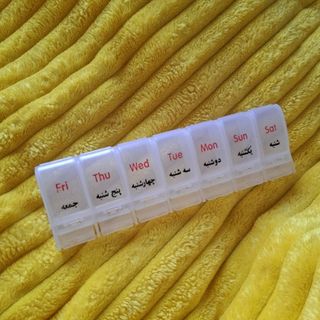 Fri
جمعه
Thu
پنج شنبه
Wed
چهارشنبه
Tue
سه شنبه
Mon
دوشنبه
Sun
یکشنبه
Sat
شنبه